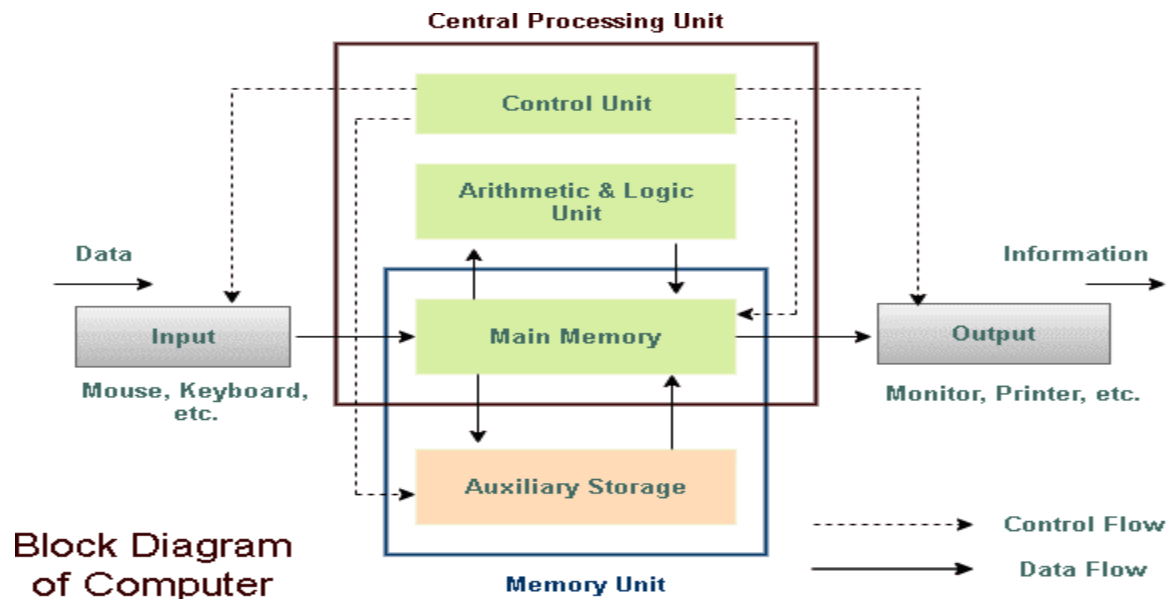 Central Processing Unit
Control Unit
Arithmetic & Logic
Unit
Data
Information
Input
Main Memory
Output
Mouse, Keyboard,
etc.
Monitor, Printer, etc.
Auxiliary Storage
Control Flow
Block Diagram
of Computer
Data Flow
Memory Unit